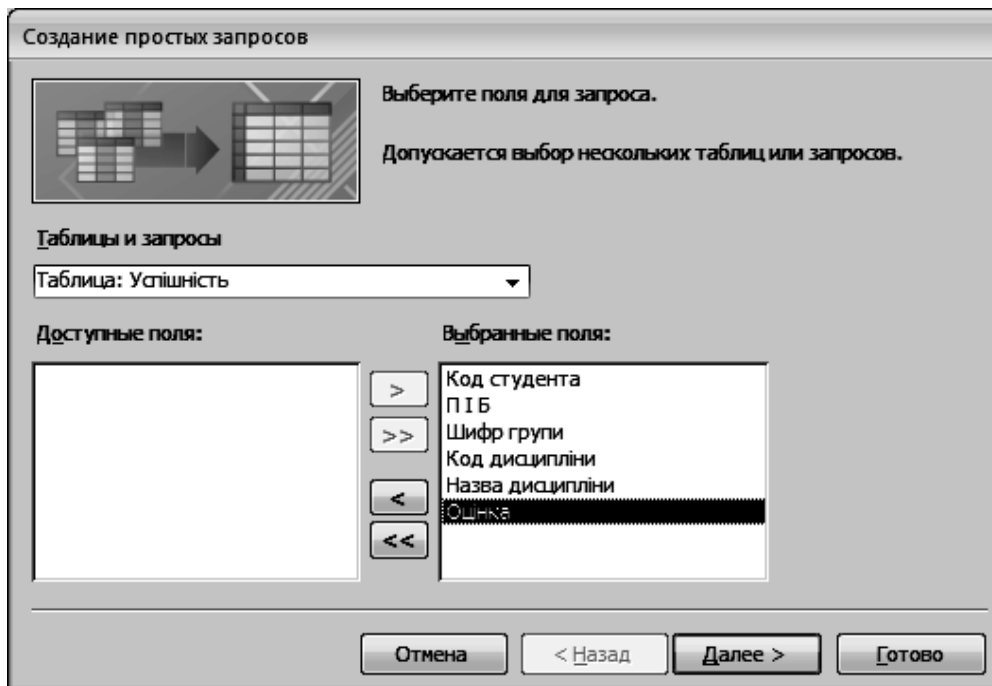 Создание простых запросов
Выберите поля для запроса.
Допускается выбор нескольких таблиц или запросов.
Таблицы и запросы
Таблица: Успішність
Доступные поля:
Выбранные поля:
>
>>
<
<<
Код студента
П І Б
Шифр групи
Код дисципліни
Назва дисципліни
Оцінка
Отмена
< Назад
Далее >
Готово